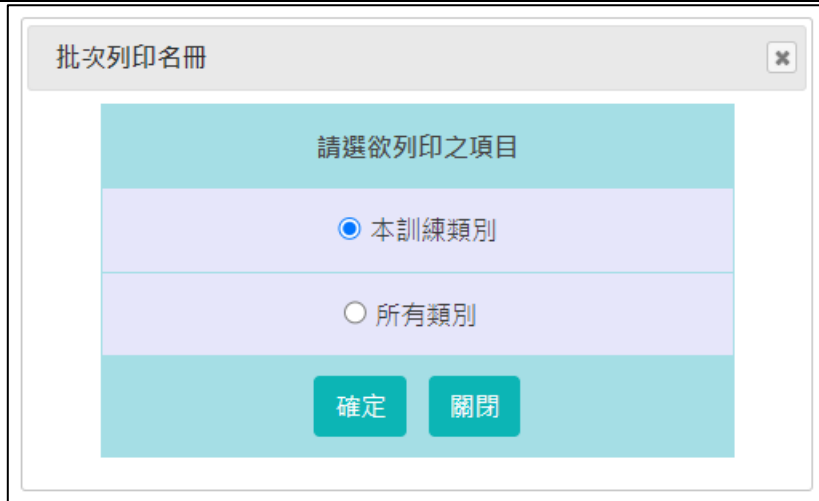 批次列印名冊
請選欲列印之項目
本訓練類別
所有類別
確定 關閉